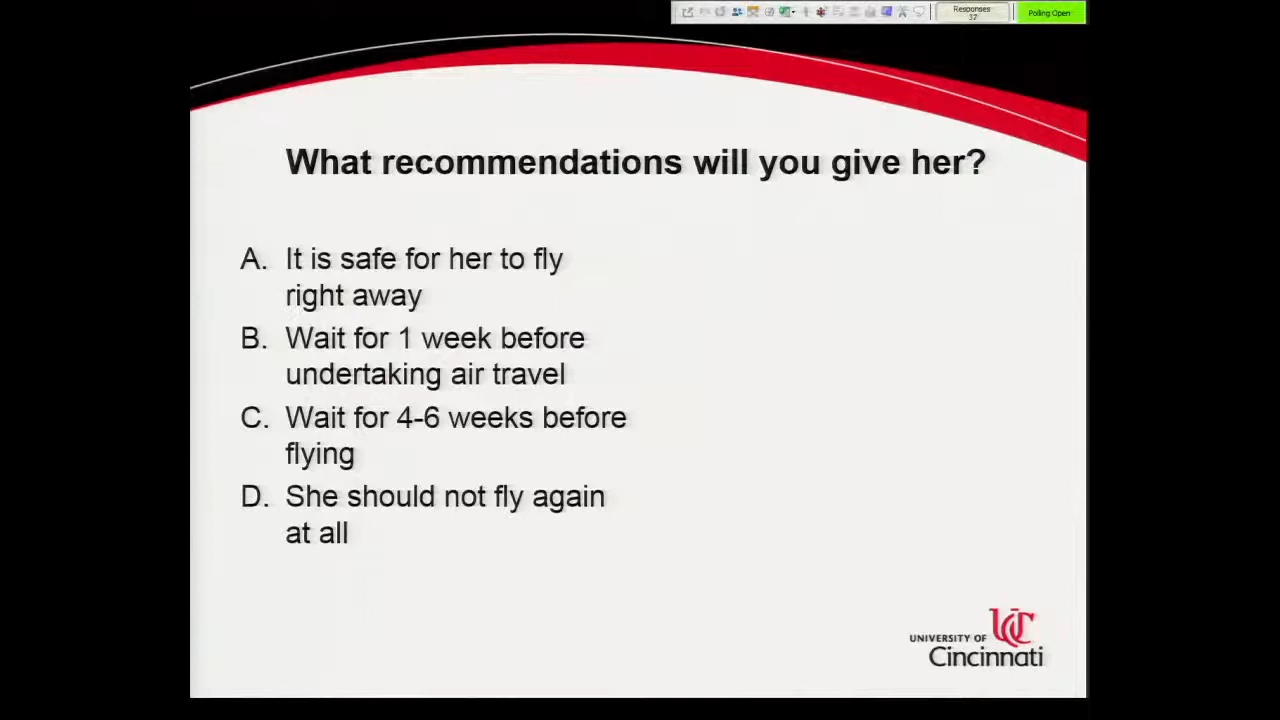 Responses
37
Polling Open
What recommendations will you give her?
A. It is safe for her to fly
right away
B. Wait for 1 week before
undertaking air travel
C. Wait for 4-6 weeks before
flying
D. She should not fly again
at all
UC
UNIVERSITY OF
Cincinnati